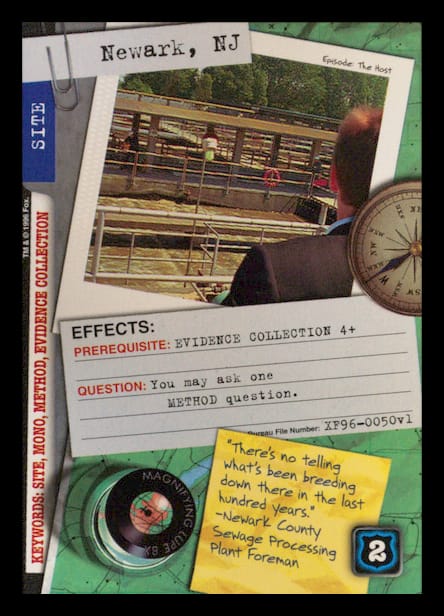 Newark, NJ
Episode: The Host
SITE
TM & © 1996 Fox.
KEYWORDS: SITE, MONO, METHOD, EVIDENCE COLLECTION
EFFECTS:
PREREQUISITE: EVIDENCE COLLECTION 4+
QUESTION: You may ask one
METHOD question.
Bureau File Number: XF96-0050v1
"There's no telling
what's been breeding
down there in the last
hundred years."
-Newark County
Sewage Processing
Plant Foreman
MAGNIFYING LUPE 8x
2